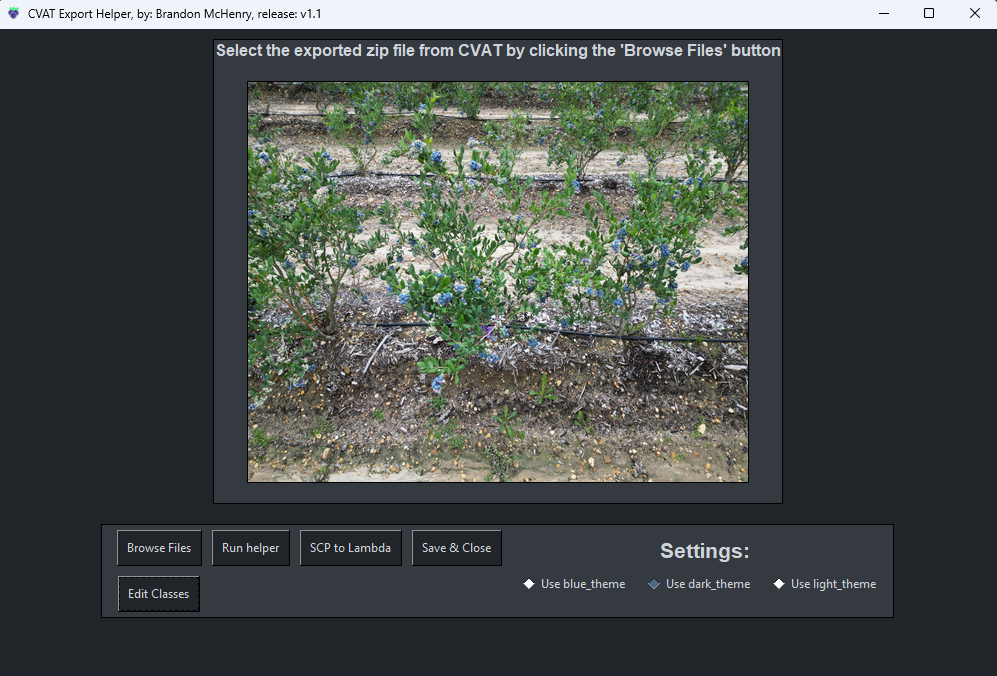 CVAT Export Helper, by: Brandon McHenry, release: v1.1
Select the exported zip file from CVAT by clicking the 'Browse Files' button
Browse Files
Run helper
SCP to Lambda
Save & Close
Edit Classes
Settings:
Use blue_theme
Use dark_theme
Use light_theme